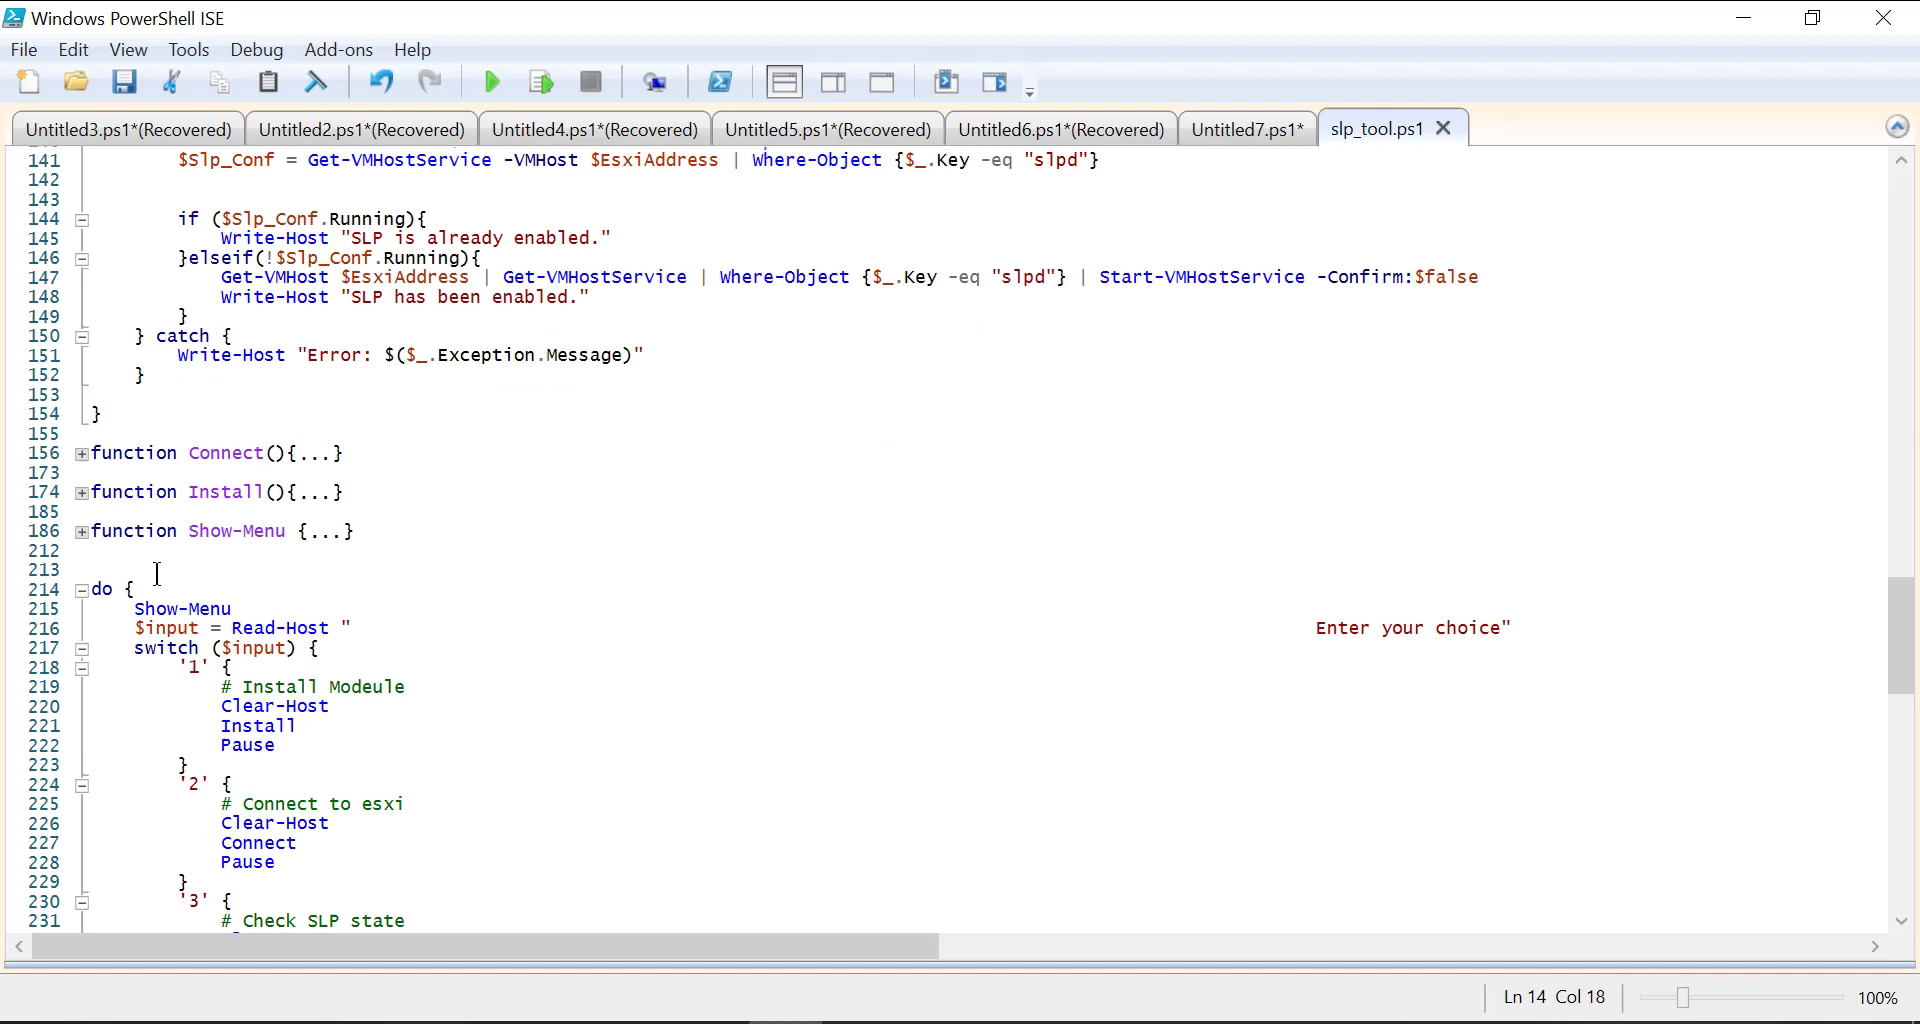 Windows PowerShell ISE
File Edit View Tools Debug Add-ons Help
Untitled3.ps1*(Recovered) Untitled2.ps1*(Recovered) Untitled4.ps1*(Recovered) Untitled5.ps1*(Recovered) Untitled6.ps1*(Recovered) Untitled7.ps1* slp_tool.ps1
141 $Slp_Conf = Get-VMHostService -VMHost $EsxiAddress | Where-Object {$_.Key -eq "slpd"}
142
143
144 if ($Slp_Conf.Running){
145 Write-Host "SLP is already enabled."
146 }elseif(!$Slp_Conf.Running){
147 Get-VMHost $EsxiAddress | Get-VMHostService | Where-Object {$_.Key -eq "slpd"} | Start-VMHostService -Confirm:$false
148 Write-Host "SLP has been enabled."
149 }
150 } catch {
151 Write-Host "Error: $($_.Exception.Message)"
152 }
153
154 }
155
156 function Connect(){...}
173
174 function Install(){...}
185
186 function Show-Menu {...}
212
213
214 do {
215 Show-Menu
216 $input = Read-Host " Enter your choice"
217 switch ($input) {
218 '1' {
219 # Install Modeule
220 Clear-Host
221 Install
222 Pause
223 }
224 '2' {
225 # Connect to esxi
226 Clear-Host
227 Connect
228 Pause
229 }
230 '3' {
231 # Check SLP state
Ln 14 Col 18 100%